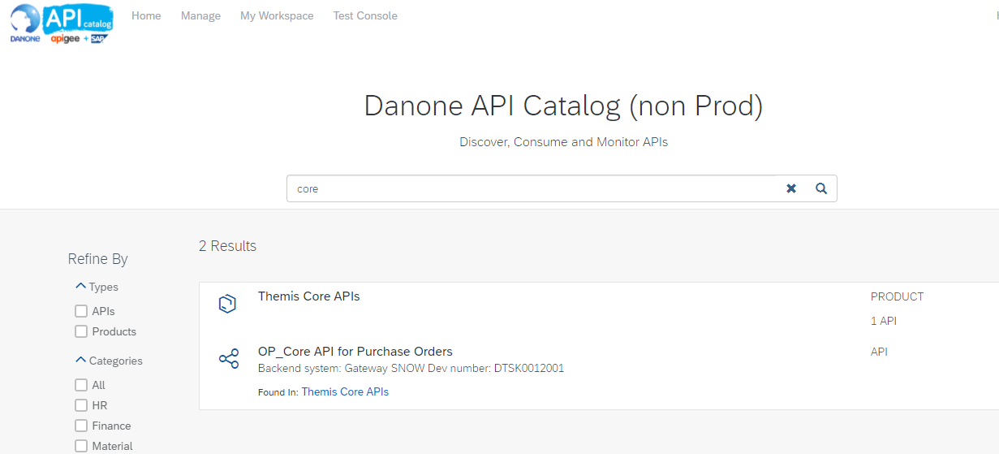 API catalog
DANONE apigee + SAP
Home Manage My Workspace Test Console
Danone API Catalog (non Prod)
Discover, Consume and Monitor APIs
core
2 Results
Refine By
Types
APIs
Products
Categories
All
HR
Finance
Material
Themis Core APIs
PRODUCT
1 API
OP_Core API for Purchase Orders
API
Backend system: Gateway SNOW Dev number: DTSK0012001
Found In: Themis Core APIs